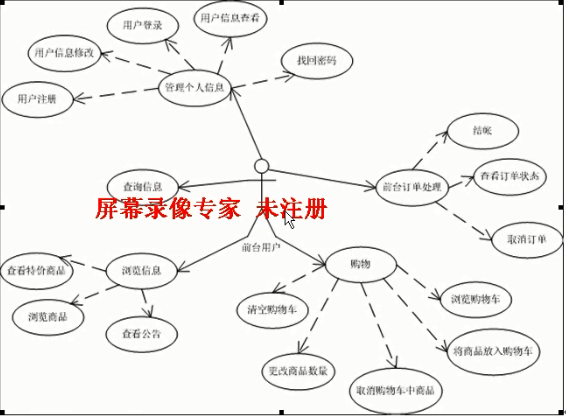 用户登录
用户信息查看
用户信息修改
找回密码
用户注册
管理个人信息
结帐
查看订单状态
查询信息
前台订单处理
屏幕录像专家 未注册
取消订单
前台用户
查看特价商品
浏览信息
购物
浏览商品
清空购物车
浏览购物车
查看公告
将商品放入购物车
更改商品数量
取消购物车中商品